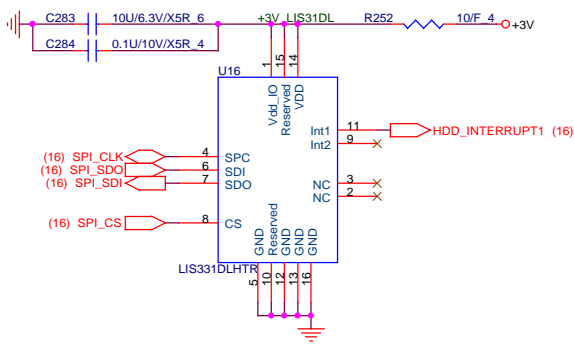 C283 10U/6.3V/X5R_6 +3V_LIS31DL R252 10/F_4 +3V
C284 0.1U/10V/X5R_4
U16
1 15 14
Vdd_IO Reserved VDD
Int1 11 HDD_INTERRUPT1 (16)
Int2 9
(16) SPI_CLK 4 SPC
(16) SPI_SDO 6 SDI
(16) SPI_SDI 7 SDO
NC 3
NC 2
(16) SPI_CS 8 CS
GND Reserved GND GND GND
LIS331DLHTR
5 10 12 13 16